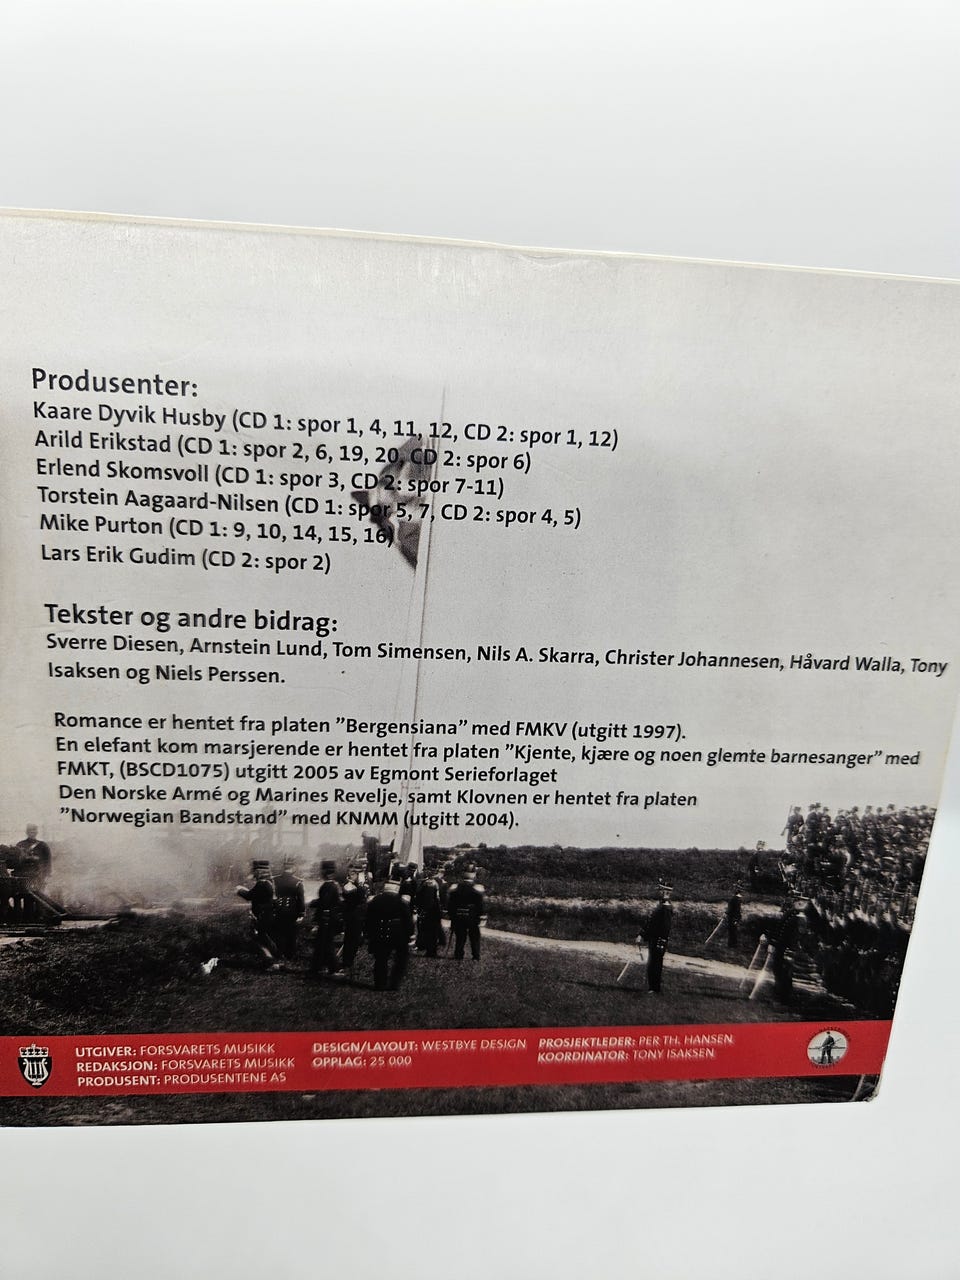 Produsenter:
Kaare Dyvik Husby (CD 1: spor 1, 4, 11, 12, CD 2: spor 1, 12)
Arild Erikstad (CD 1: spor 2, 6, 19, 20, CD 2: spor 6)
Erlend Skomsvoll (CD 1: spor 3, CD 2: spor 7-11)
Torstein Aagaard-Nilsen (CD 1: spor 5, 7, CD 2: spor 4, 5)
Mike Purton (CD 1: 9, 10, 14, 15, 16)
Lars Erik Gudim (CD 2: spor 2)
Tekster og andre bidrag:
Sverre Diesen, Arnstein Lund, Tom Simensen, Nils A. Skarra, Christer Johannesen, Håvard Walla, Tony
Isaksen og Niels Perssen.
Romance er hentet fra platen ”Bergensiana” med FMKV (utgitt 1997).
En elefant kom marsjerende er hentet fra platen ”Kjente, kjære og noen glemte barnesanger” med
FMKT, (BSCD1075) utgitt 2005 av Egmont Serieforlaget
Den Norske Armé og Marines Revelje, samt Klovnen er hentet fra platen
”Norwegian Bandstand” med KNMM (utgitt 2004).
UTGIVER: FORSVARETS MUSIKK
REDAKSJON: FORSVARETS MUSIKK
PRODUSENT: PRODUSENTENE AS
DESIGN/LAYOUT: WESTBYE DESIGN
OPPLAG: 25 000
PROSJEKTLEDER: PER TH. HANSEN
KOORDINATOR: TONY ISAKSEN